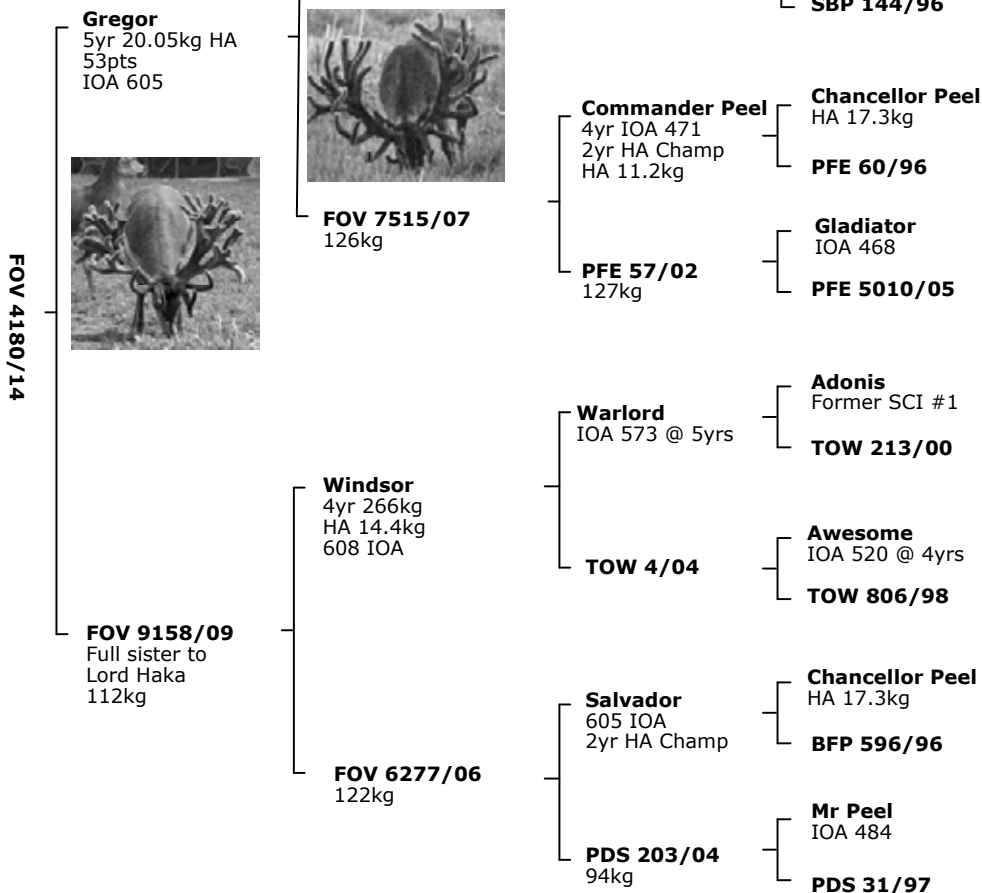 SBP 144/96
Gregor
5yr 20.05kg HA
53pts
IOA 605
FOV 7515/07
126kg
Commander Peel
4yr IOA 471
2yr HA Champ
HA 11.2kg
Chancellor Peel
HA 17.3kg
PFE 60/96
PFE 57/02
127kg
Gladiator
IOA 468
PFE 5010/05
FOV 4180/14
FOV 9158/09
Full sister to
Lord Haka
112kg
Windsor
4yr 266kg
HA 14.4kg
608 IOA
Warlord
IOA 573 @ 5yrs
Adonis
Former SCI #1
TOW 213/00
TOW 4/04
Awesome
IOA 520 @ 4yrs
TOW 806/98
FOV 6277/06
122kg
Salvador
605 IOA
2yr HA Champ
Chancellor Peel
HA 17.3kg
BFP 596/96
PDS 203/04
94kg
Mr Peel
IOA 484
PDS 31/97